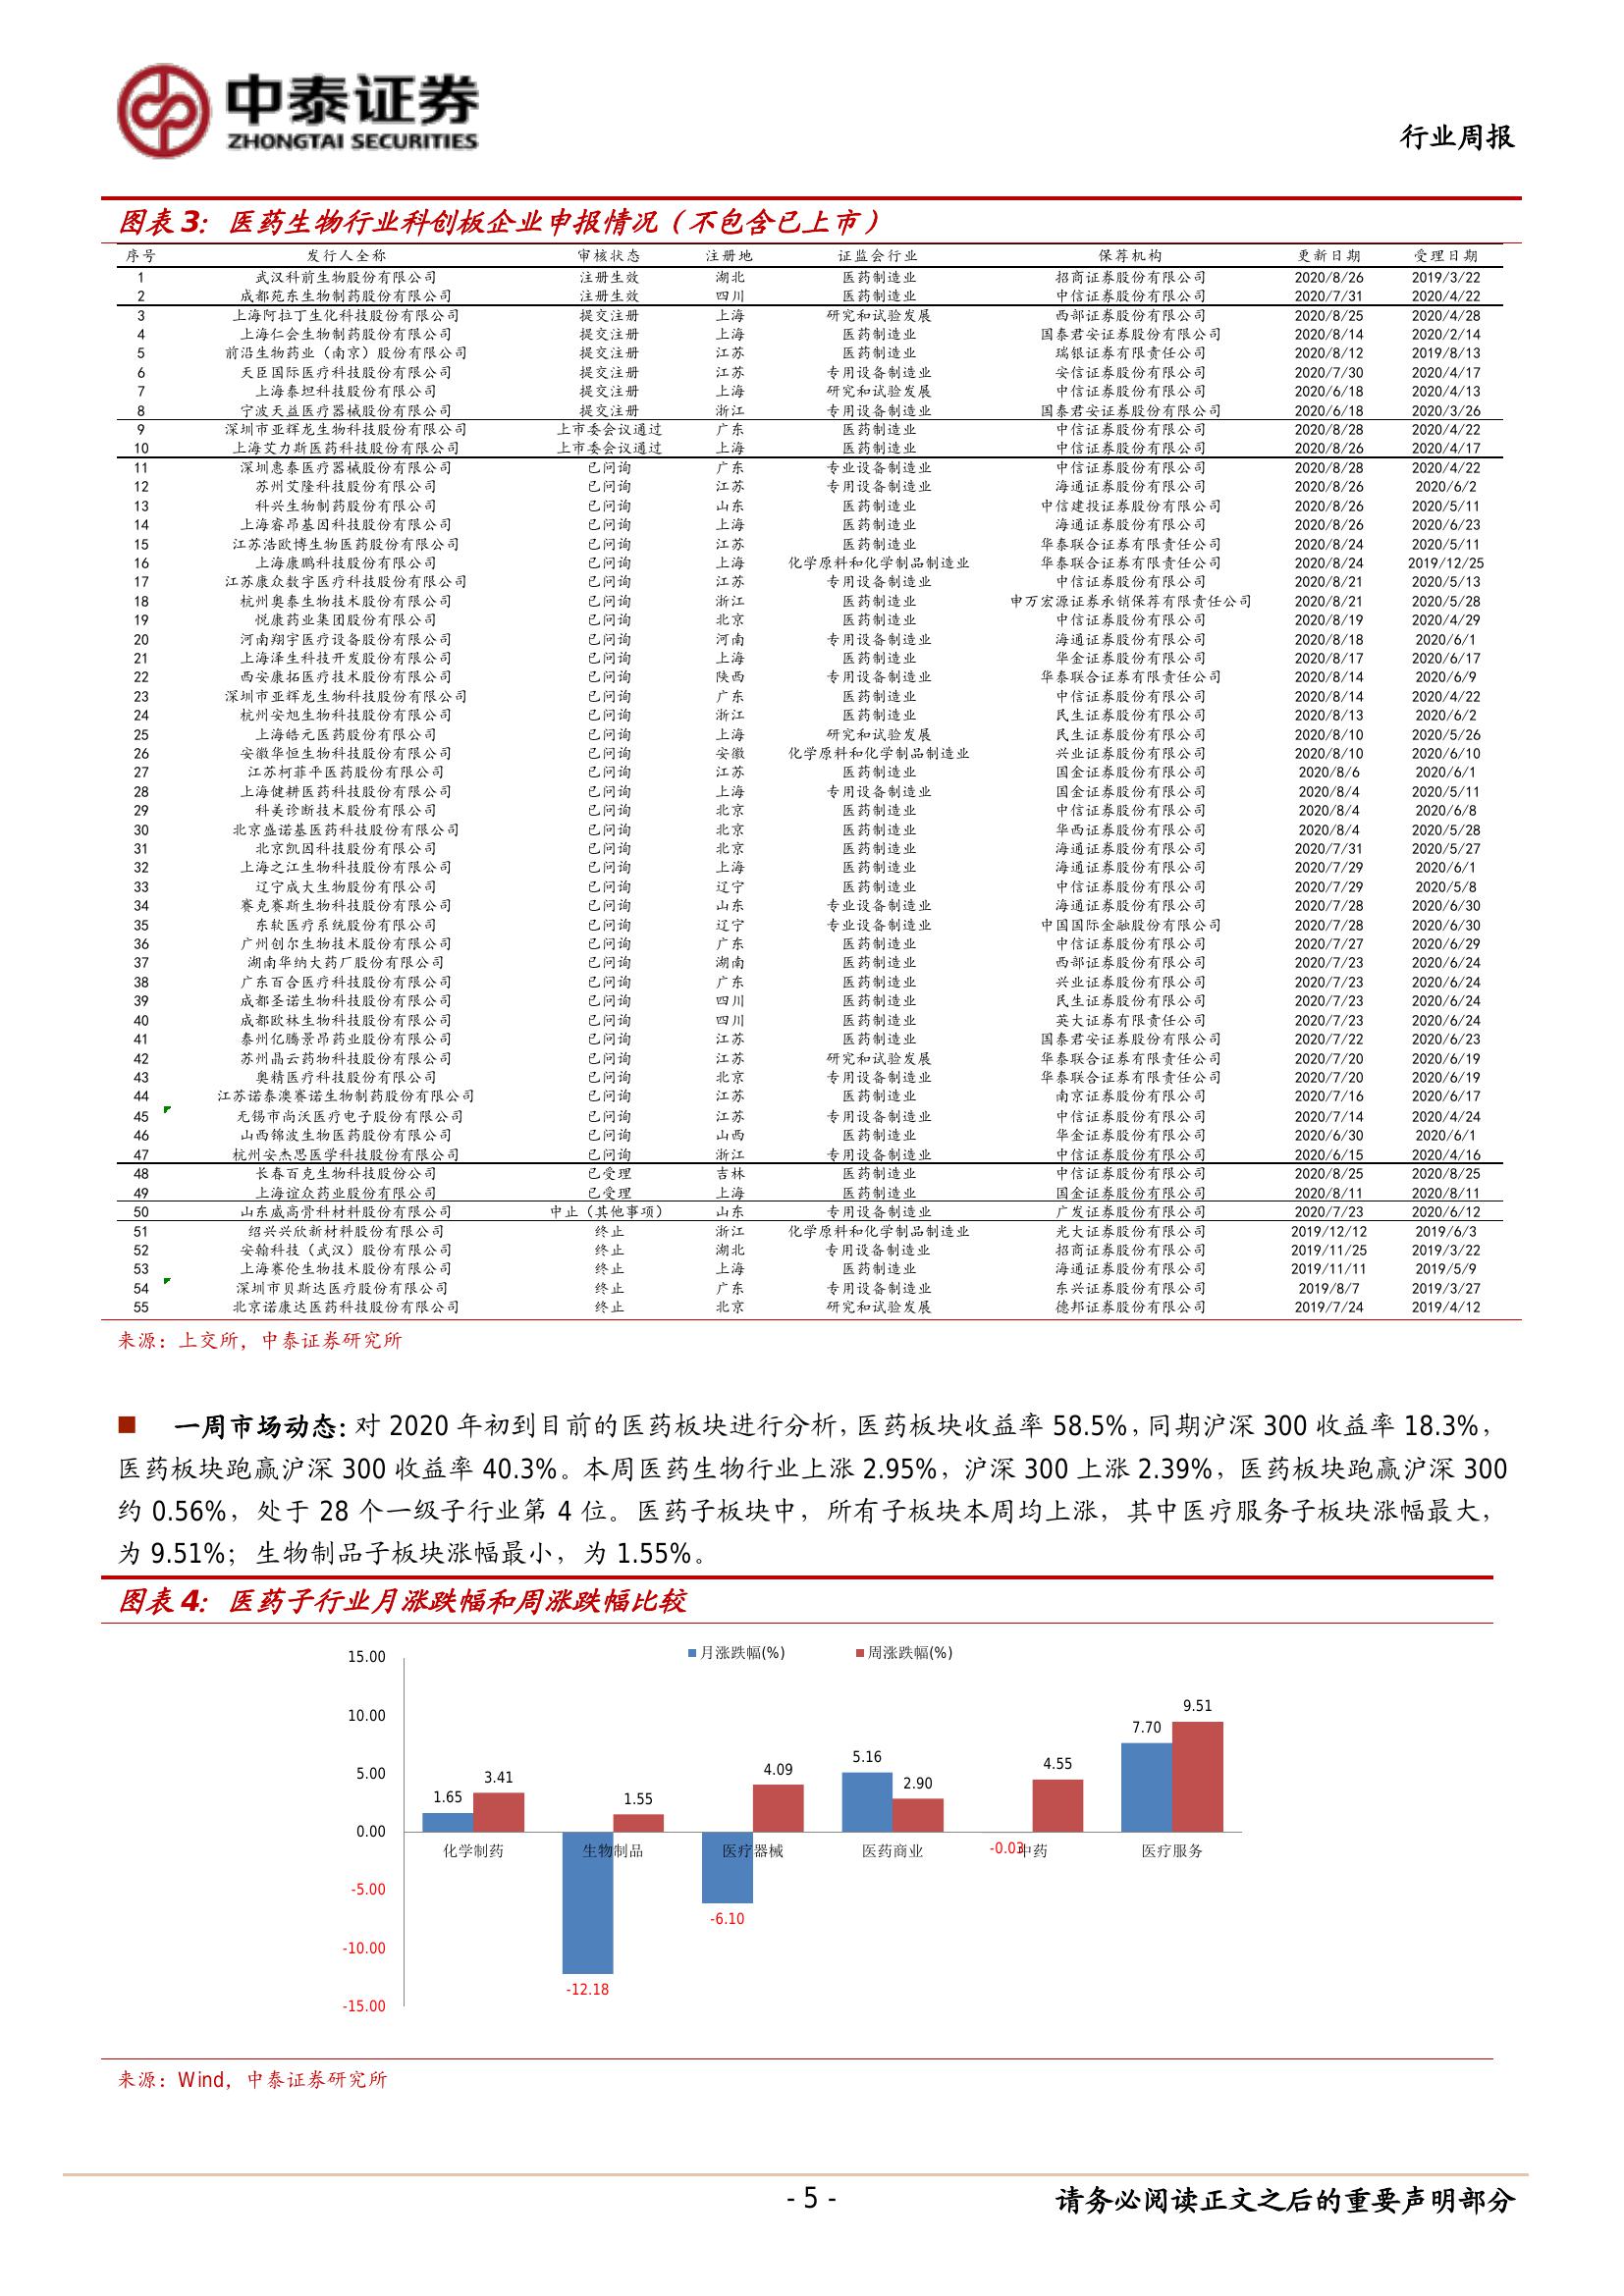 中泰证券
ZHONGTAI SECURITIES
行业周报
图表 3：医药生物行业科创板企业申报情况（不包含已上市）
序号 发行人全称 审核状态 注册地 证监会行业 保荐机构 更新日期 受理日期
1 武汉科前生物股份有限公司 注册生效 湖北 医药制造业 招商证券股份有限公司 2020/8/26 2019/3/22
2 成都苑东生物制药股份有限公司 注册生效 四川 医药制造业 中信证券股份有限公司 2020/7/31 2020/4/22
3 上海阿拉丁生化科技股份有限公司 提交注册 上海 研究和试验发展 西部证券股份有限公司 2020/8/25 2020/4/28
4 上海仁会生物制药股份有限公司 提交注册 上海 医药制造业 国泰君安证券股份有限公司 2020/8/14 2020/2/14
5 前沿生物药业（南京）股份有限公司 提交注册 江苏 医药制造业 瑞银证券有限责任公司 2020/8/12 2019/8/13
6 天臣国际医疗科技股份有限公司 提交注册 江苏 专用设备制造业 安信证券股份有限公司 2020/7/30 2020/4/17
7 上海泰坦科技股份有限公司 提交注册 上海 研究和试验发展 中信证券股份有限公司 2020/6/18 2020/4/13
8 宁波天益医疗器械股份有限公司 提交注册 浙江 专用设备制造业 国泰君安证券股份有限公司 2020/6/18 2020/3/26
9 深圳市亚辉龙生物科技股份有限公司 上市委会议通过 广东 医药制造业 中信证券股份有限公司 2020/8/28 2020/4/22
10 上海艾力斯医药科技股份有限公司 上市委会议通过 上海 医药制造业 中信证券股份有限公司 2020/8/26 2020/4/17
11 深圳惠泰医疗器械股份有限公司 已问询 广东 专业设备制造业 中信证券股份有限公司 2020/8/28 2020/4/22
12 苏州艾隆科技股份有限公司 已问询 江苏 专用设备制造业 海通证券股份有限公司 2020/8/26 2020/6/2
13 科兴生物制药股份有限公司 已问询 山东 医药制造业 中信建投证券股份有限公司 2020/8/26 2020/5/11
14 上海睿昂基因科技股份有限公司 已问询 上海 医药制造业 海通证券股份有限公司 2020/8/26 2020/6/23
15 江苏浩欧博生物医药股份有限公司 已问询 江苏 医药制造业 华泰联合证券有限责任公司 2020/8/24 2020/5/11
16 上海康鹏科技股份有限公司 已问询 上海 化学原料和化学制品制造业 华泰联合证券有限责任公司 2020/8/24 2019/12/25
17 江苏康众数字医疗科技股份有限公司 已问询 江苏 专用设备制造业 中信证券股份有限公司 2020/8/21 2020/5/13
18 杭州奥泰生物技术股份有限公司 已问询 浙江 医药制造业 申万宏源证券承销保荐有限责任公司 2020/8/21 2020/5/28
19 悦康药业集团股份有限公司 已问询 北京 医药制造业 中信证券股份有限公司 2020/8/19 2020/4/29
20 河南翔宇医疗设备股份有限公司 已问询 河南 专用设备制造业 海通证券股份有限公司 2020/8/18 2020/6/1
21 上海泽生科技开发股份有限公司 已问询 上海 医药制造业 华金证券股份有限公司 2020/8/17 2020/6/17
22 西安康拓医疗技术股份有限公司 已问询 陕西 专用设备制造业 华泰联合证券有限责任公司 2020/8/14 2020/6/9
23 深圳市亚辉龙生物科技股份有限公司 已问询 广东 医药制造业 中信证券股份有限公司 2020/8/14 2020/4/22
24 杭州安旭生物科技股份有限公司 已问询 浙江 医药制造业 民生证券股份有限公司 2020/8/13 2020/6/2
25 上海皓元医药股份有限公司 已问询 上海 研究和试验发展 民生证券股份有限公司 2020/8/10 2020/5/26
26 安徽华恒生物科技股份有限公司 已问询 安徽 化学原料和化学制品制造业 兴业证券股份有限公司 2020/8/10 2020/6/10
27 江苏柯菲平医药股份有限公司 已问询 江苏 医药制造业 国金证券股份有限公司 2020/8/6 2020/6/1
28 上海健耕医药科技股份有限公司 已问询 上海 专用设备制造业 国金证券股份有限公司 2020/8/4 2020/5/11
29 科美诊断技术股份有限公司 已问询 北京 医药制造业 中信证券股份有限公司 2020/8/4 2020/6/8
30 北京盛诺基医药科技股份有限公司 已问询 北京 医药制造业 华西证券股份有限公司 2020/8/4 2020/5/28
31 北京凯因科技股份有限公司 已问询 北京 医药制造业 海通证券股份有限公司 2020/7/31 2020/5/27
32 上海之江生物科技股份有限公司 已问询 上海 医药制造业 海通证券股份有限公司 2020/7/29 2020/6/1
33 辽宁成大生物股份有限公司 已问询 辽宁 医药制造业 中信证券股份有限公司 2020/7/29 2020/5/8
34 赛克赛斯生物科技股份有限公司 已问询 山东 专业设备制造业 海通证券股份有限公司 2020/7/28 2020/6/30
35 东软医疗系统股份有限公司 已问询 辽宁 专业设备制造业 中国国际金融股份有限公司 2020/7/28 2020/6/30
36 广州创尔生物技术股份有限公司 已问询 广东 医药制造业 中信证券股份有限公司 2020/7/27 2020/6/29
37 湖南华纳大药厂股份有限公司 已问询 湖南 医药制造业 西部证券股份有限公司 2020/7/23 2020/6/24
38 广东百合医疗科技股份有限公司 已问询 广东 医药制造业 兴业证券股份有限公司 2020/7/23 2020/6/24
39 成都圣诺生物科技股份有限公司 已问询 四川 医药制造业 民生证券股份有限公司 2020/7/23 2020/6/24
40 成都欧林生物科技股份有限公司 已问询 四川 医药制造业 英大证券有限责任公司 2020/7/23 2020/6/24
41 泰州亿腾景昂药业股份有限公司 已问询 江苏 医药制造业 国泰君安证券股份有限公司 2020/7/22 2020/6/23
42 苏州晶云药物科技股份有限公司 已问询 江苏 研究和试验发展 华泰联合证券有限责任公司 2020/7/20 2020/6/19
43 奥精医疗科技股份有限公司 已问询 北京 专用设备制造业 华泰联合证券有限责任公司 2020/7/20 2020/6/19
44 江苏诺泰澳赛诺生物制药股份有限公司 已问询 江苏 医药制造业 南京证券股份有限公司 2020/7/16 2020/6/17
45 无锡市尚沃医疗电子股份有限公司 已问询 江苏 专用设备制造业 中信证券股份有限公司 2020/7/14 2020/4/24
46 山西锦波生物医药股份有限公司 已问询 山西 医药制造业 华金证券股份有限公司 2020/6/30 2020/6/1
47 杭州安杰思医学科技股份有限公司 已问询 浙江 专用设备制造业 中信证券股份有限公司 2020/6/15 2020/4/16
48 长春百克生物科技股份公司 已受理 吉林 医药制造业 中信证券股份有限公司 2020/8/25 2020/8/25
49 上海谊众药业股份有限公司 已受理 上海 医药制造业 国金证券股份有限公司 2020/8/11 2020/8/11
50 山东威高骨科材料股份有限公司 中止（其他事项） 山东 专用设备制造业 广发证券股份有限公司 2020/7/23 2020/6/12
51 绍兴兴欣新材料股份有限公司 终止 浙江 化学原料和化学制品制造业 光大证券股份有限公司 2019/12/12 2019/6/3
52 安翰科技（武汉）股份有限公司 终止 湖北 专用设备制造业 招商证券股份有限公司 2019/11/25 2019/3/22
53 上海赛伦生物技术股份有限公司 终止 上海 医药制造业 海通证券股份有限公司 2019/11/11 2019/5/9
54 深圳市贝斯达医疗股份有限公司 终止 广东 专用设备制造业 东兴证券股份有限公司 2019/8/7 2019/3/27
55 北京诺康达医药科技股份有限公司 终止 北京 研究和试验发展 德邦证券股份有限公司 2019/7/24 2019/4/12
来源：上交所，中泰证券研究所
■ 一周市场动态：对 2020 年初到目前的医药板块进行分析，医药板块收益率 58.5%，同期沪深 300 收益率 18.3%，
医药板块跑赢沪深 300 收益率 40.3%。本周医药生物行业上涨 2.95%，沪深 300 上涨 2.39%，医药板块跑赢沪深 300
约 0.56%，处于 28 个一级子行业第 4 位。医药子板块中，所有子板块本周均上涨，其中医疗服务子板块涨幅最大，
为 9.51%；生物制品子板块涨幅最小，为 1.55%。
图表 4：医药子行业月涨跌幅和周涨跌幅比较
月涨跌幅(%) 周涨跌幅(%)
15.00
10.00
5.00
0.00
-5.00
-10.00
-15.00
1.65 3.41 -12.18 1.55 -6.10 4.09 5.16 2.90 -0.03 4.55 7.70 9.51
化学制药 生物制品 医疗器械 医药商业 中药 医疗服务
来源：Wind，中泰证券研究所
- 5 -
请务必阅读正文之后的重要声明部分